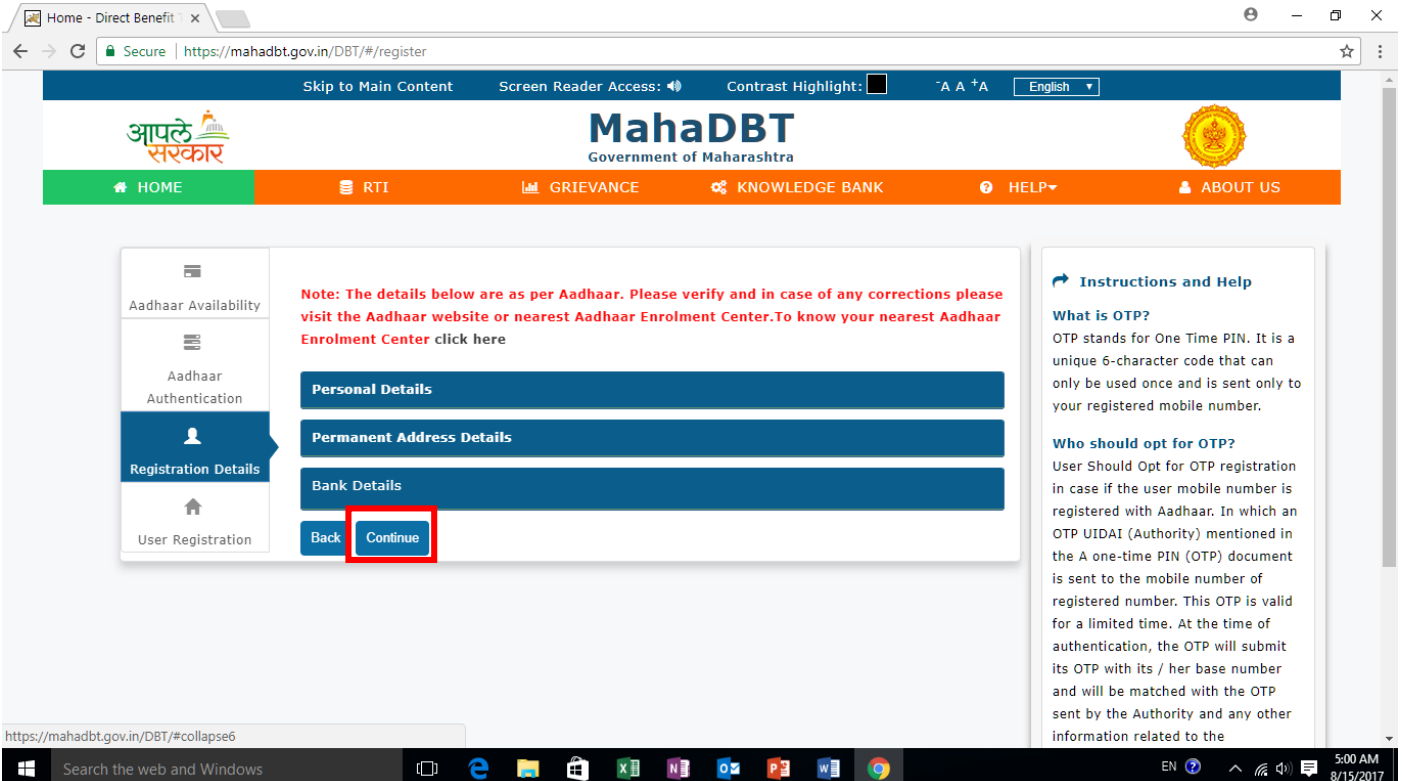 Home - Direct Benefit T
Secure | https://mahadbt.gov.in/DBT/#/register
Skip to Main Content Screen Reader Access: Contrast Highlight: -A A +A English
आपले सरकार
MahaDBT
Government of Maharashtra
HOME RTI GRIEVANCE KNOWLEDGE BANK HELP ABOUT US
Aadhaar Availability
Aadhaar
Authentication
Registration Details
User Registration
Note: The details below are as per Aadhaar. Please verify and in case of any corrections please
visit the Aadhaar website or nearest Aadhaar Enrolment Center.To know your nearest Aadhaar
Enrolment Center click here
Personal Details
Permanent Address Details
Bank Details
Back Continue
Instructions and Help
What is OTP?
OTP stands for One Time PIN. It is a
unique 6-character code that can
only be used once and is sent only to
your registered mobile number.
Who should opt for OTP?
User Should Opt for OTP registration
in case if the user mobile number is
registered with Aadhaar. In which an
OTP UIDAI (Authority) mentioned in
the A one-time PIN (OTP) document
is sent to the mobile number of
registered number. This OTP is valid
for a limited time. At the time of
authentication, the OTP will submit
its OTP with its / her base number
and will be matched with the OTP
sent by the Authority and any other
information related to the
https://mahadbt.gov.in/DBT/#collapse6
Search the web and Windows
EN
5:00 AM
8/15/2017